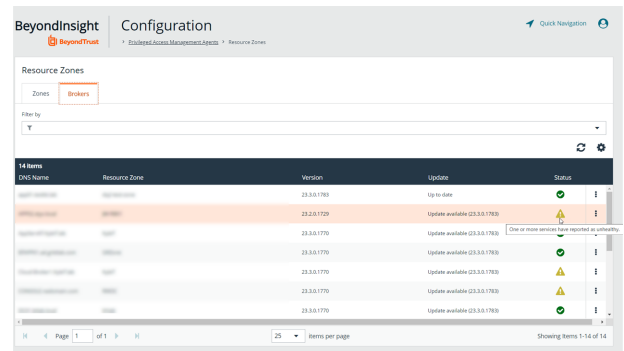 BeyondInsight
BeyondTrust
Configuration
Privileged Access Management Agents > Resource Zones
Quick Navigation
Resource Zones
Zones
Brokers
Filter by
14 items
DNS Name Resource Zone Version Update Status
23.3.0.1783 Up to date
23.2.0.1729 Update available (23.3.0.1783)
One or more services have reported as unhealthy.
23.3.0.1770 Update available (23.3.0.1783)
23.3.0.1770 Update available (23.3.0.1783)
23.3.0.1770 Update available (23.3.0.1783)
23.3.0.1770 Update available (23.3.0.1783)
23.3.0.1770 Update available (23.3.0.1783)
Page 1 of 1
25 items per page
Showing Items 1-14 of 14